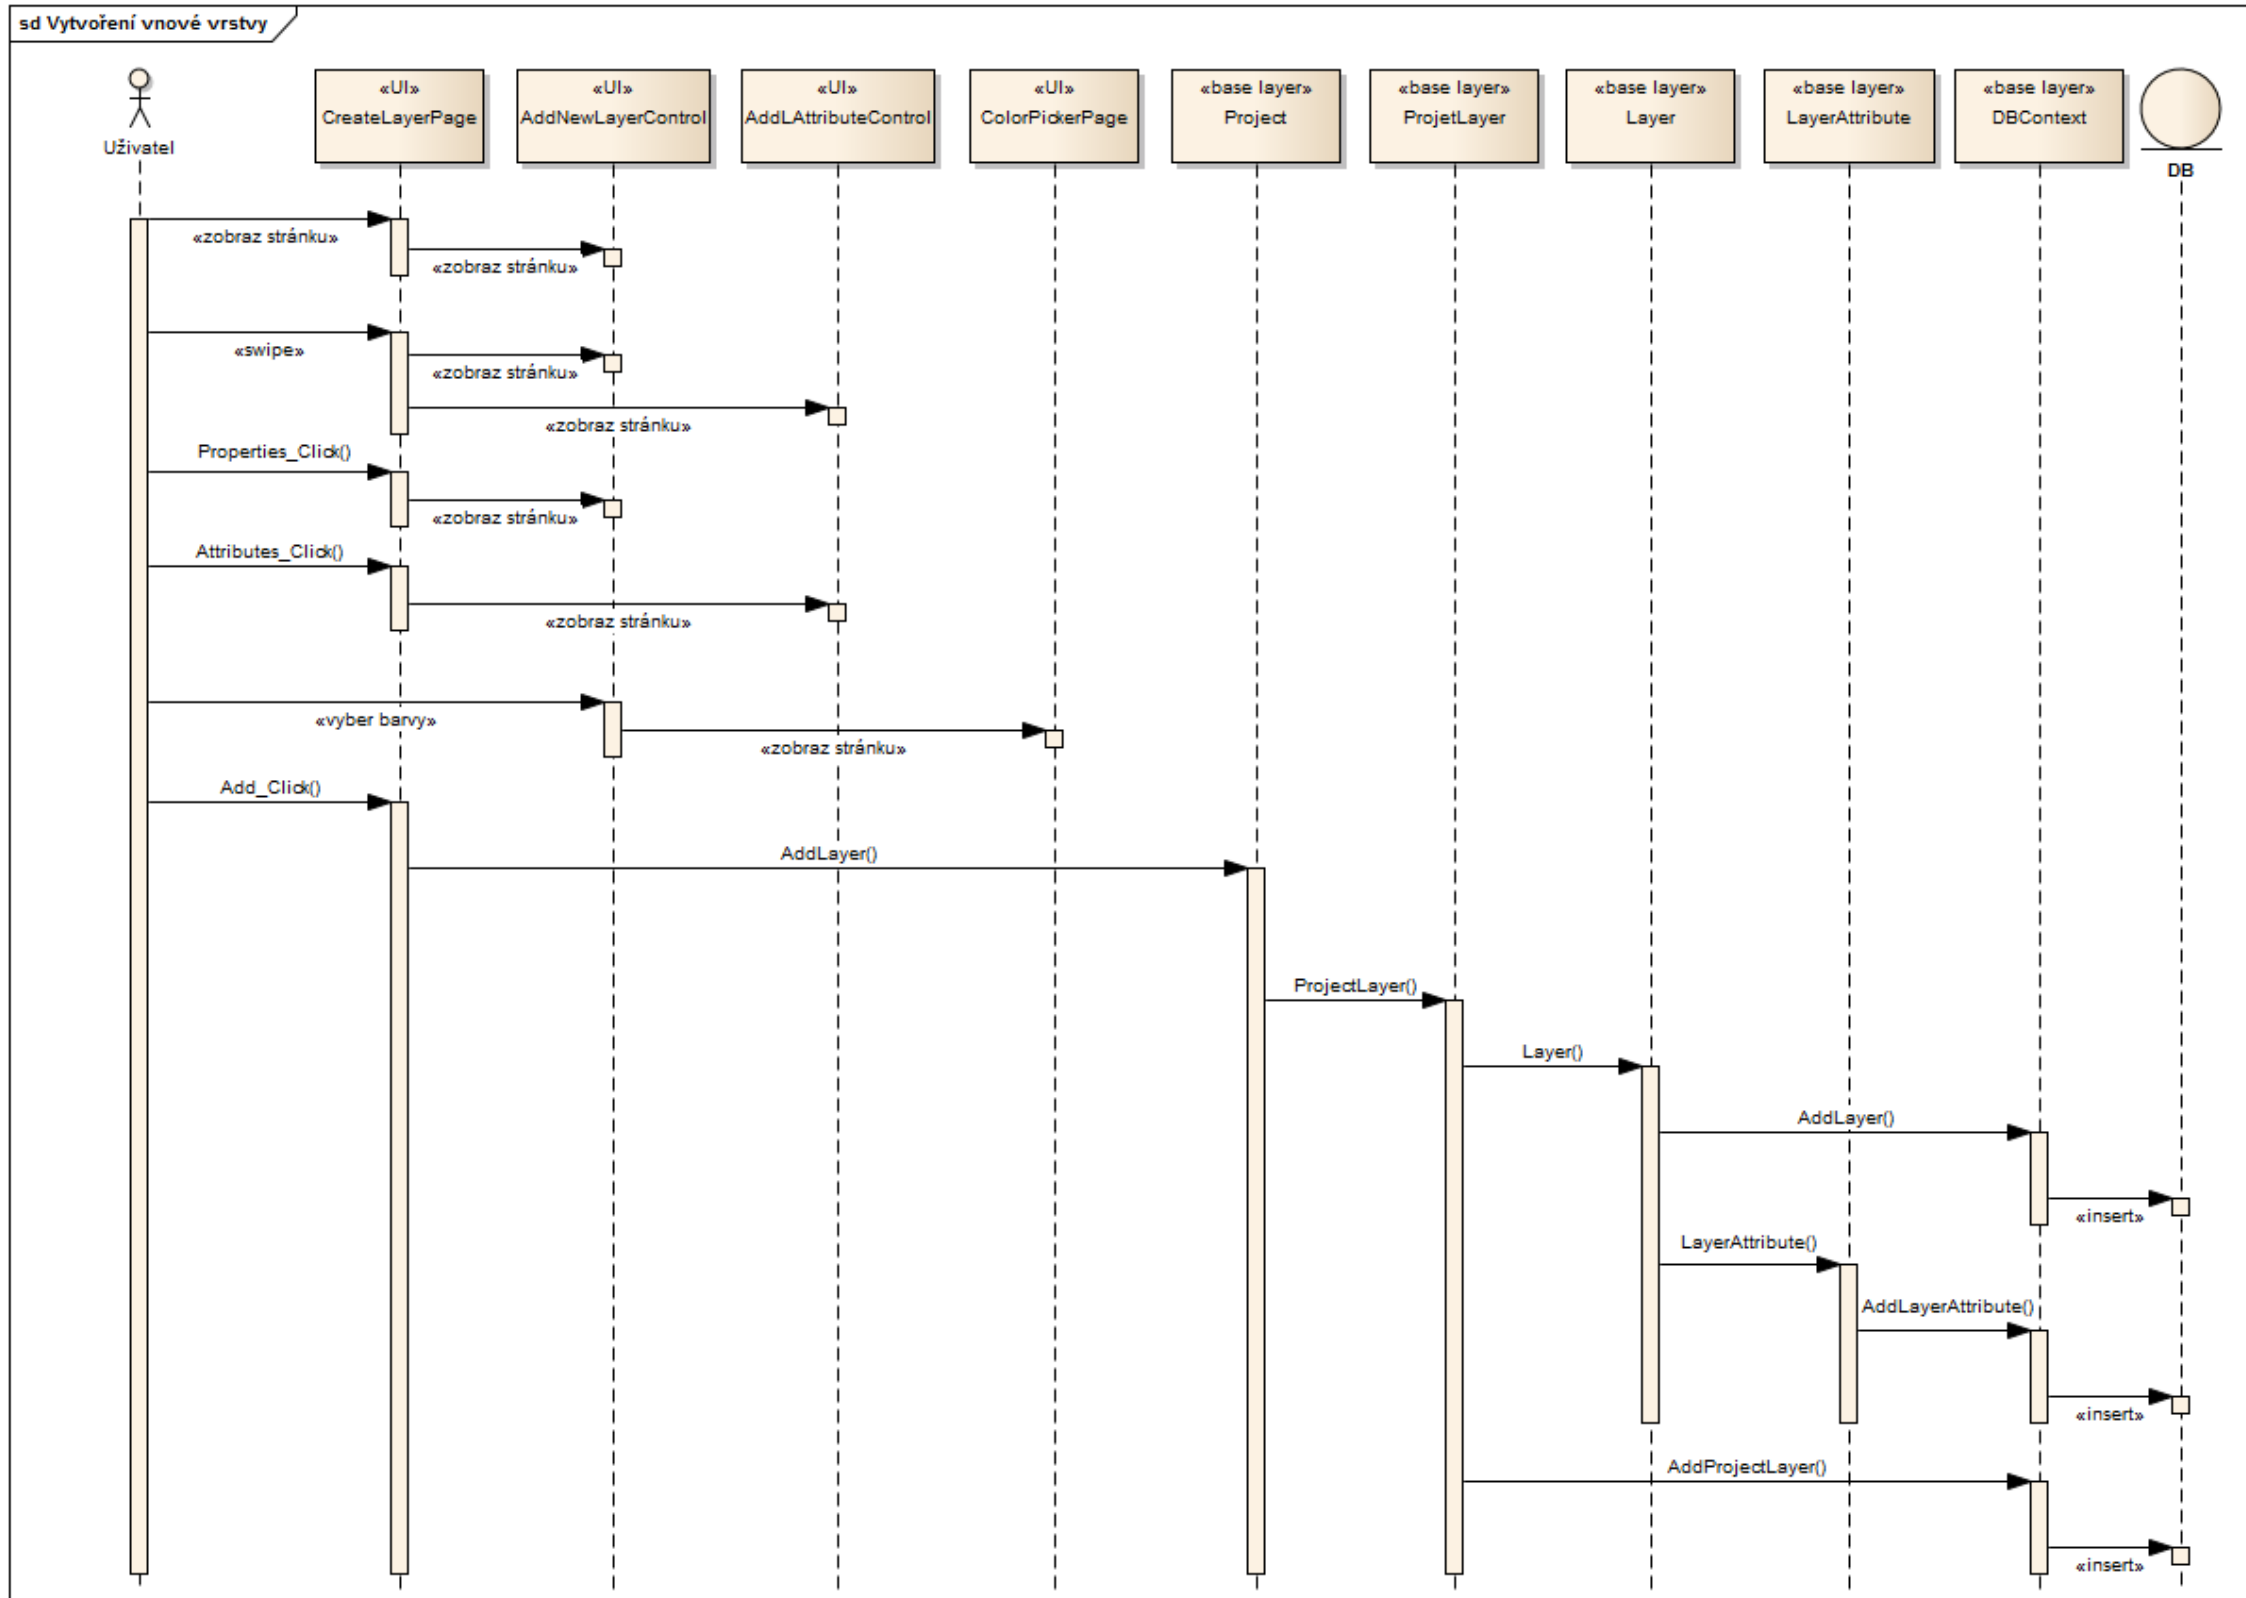 sd Vytvoření vnové vrstvy
Uživatel
«UI»
CreateLayerPage
«UI»
AddNewLayerControl
«UI»
AddLAttributeControl
«UI»
ColorPickerPage
«base layer»
Project
«base layer»
ProjetLayer
«base layer»
Layer
«base layer»
LayerAttribute
«base layer»
DBContext
DB
«zobraz stránku»
«zobraz stránku»
«swipe»
«zobraz stránku»
«zobraz stránku»
Properties_Click()
«zobraz stránku»
Attributes_Click()
«zobraz stránku»
«vyber barvy»
«zobraz stránku»
Add_Click()
AddLayer()
ProjectLayer()
Layer()
AddLayer()
«insert»
LayerAttribute()
AddLayerAttribute()
«insert»
AddProjectLayer()
«insert»